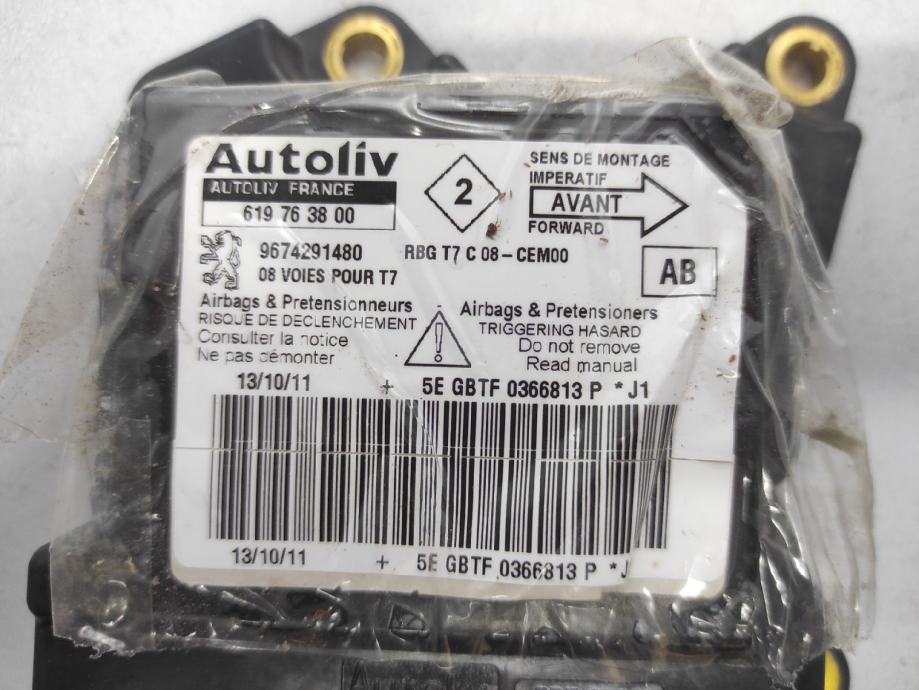 Autoliv
AUTOLIV FRANCE
619 76 38 00
2
SENS DE MONTAGE
IMPERATIF
AVANT
FORWARD
9674291480 RBG T7 C 08-CEM00
08 VOIES POUR T7
AB
Airbags & Pretensionneurs
RISQUE DE DECLENCHEMENT
Consulter la notice
Ne pas démonter
Airbags & Pretensioners
TRIGGERING HASARD
Do not remove
Read manual
13/10/11 + 5E GBTF 0366813 P *J1
13/10/11 + 5E GBTF 0366813 P *J